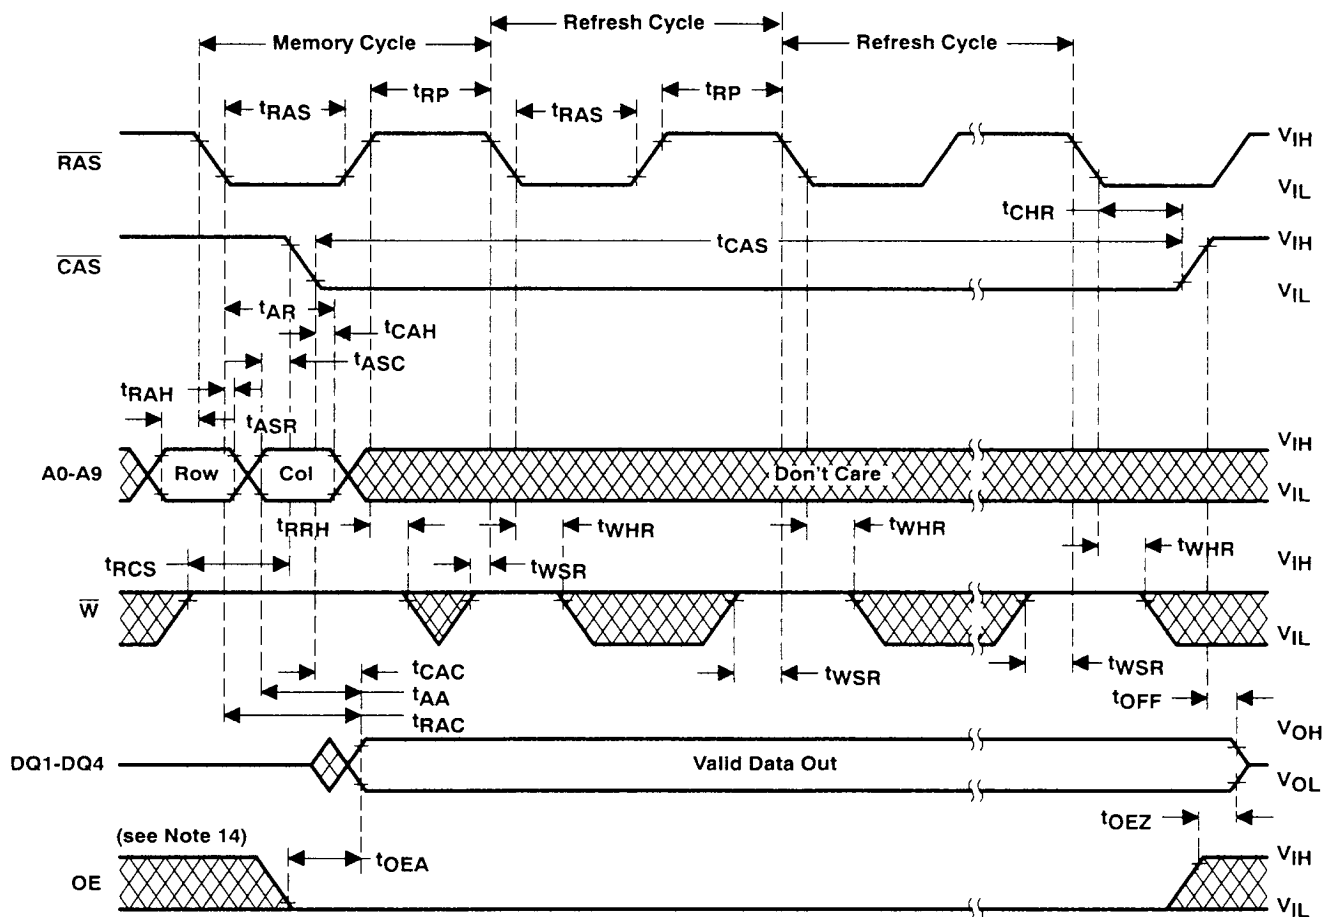 Refresh Cycle
Memory Cycle
Refresh Cycle
tRAS
tRP
tRAS
tRP
RAS
VIH
VIL
tCHR
CAS
tCAS
VIH
VIL
tAR
tCAH
tASC
tRAH
tASR
A0-A9
Row
Col
Don't Care
VIH
VIL
tRRH
tWHR
tWHR
tWHR
tRCS
tWSR
VIH
W
VIL
tCAC
tWSR
tWSR
tAA
tRAC
tOFF
DQ1-DQ4
Valid Data Out
VOH
VOL
tOEZ
(see Note 14)
tOEA
OE
VIH
VIL